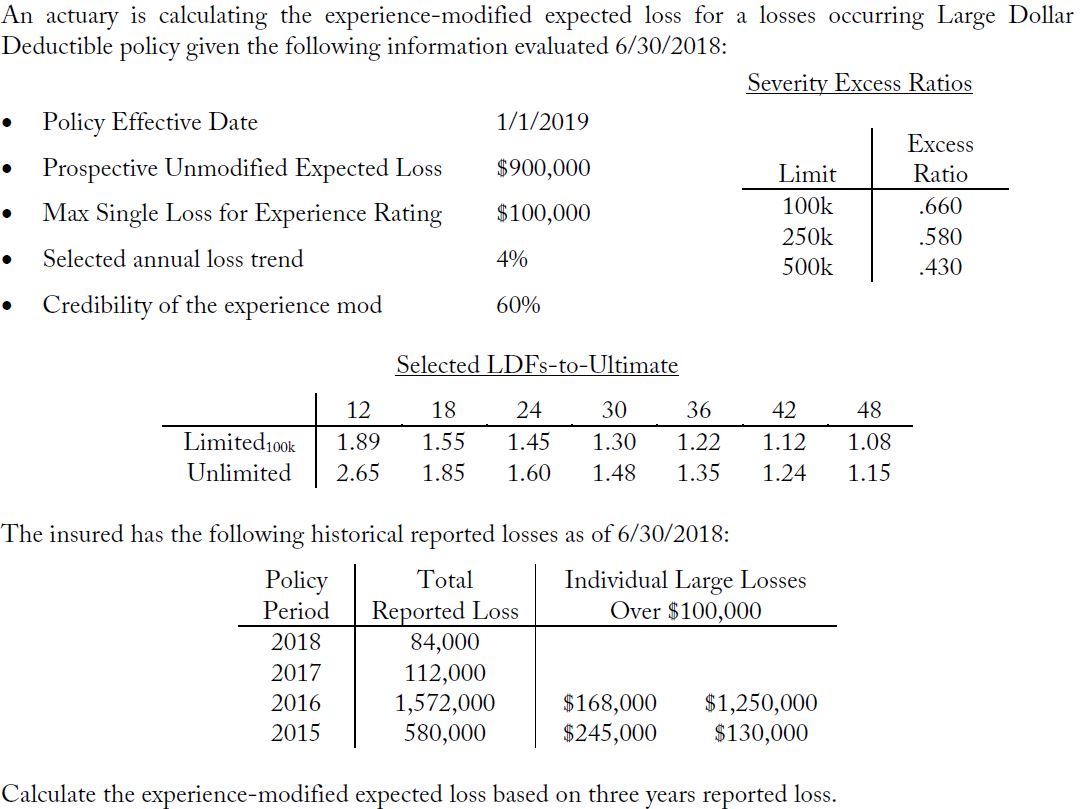 An actuary is calculating the experience-modified expected loss for a losses occurring Large Dollar
Deductible policy given the following information evaluated 6/30/2018:
Severity Excess Ratios
• Policy Effective Date 1/1/2019
• Prospective Unmodified Expected Loss $900,000
• Max Single Loss for Experience Rating $100,000
• Selected annual loss trend 4%
• Credibility of the experience mod 60%
Excess
Limit Ratio
100k .660
250k .580
500k .430
Selected LDFs-to-Ultimate
12 18 24 30 36 42 48
Limited100k 1.89 1.55 1.45 1.30 1.22 1.12 1.08
Unlimited 2.65 1.85 1.60 1.48 1.35 1.24 1.15
The insured has the following historical reported losses as of 6/30/2018:
Policy Total Individual Large Losses
Period Reported Loss Over $100,000
2018 84,000
2017 112,000
2016 1,572,000 $168,000 $1,250,000
2015 580,000 $245,000 $130,000
Calculate the experience-modified expected loss based on three years reported loss.